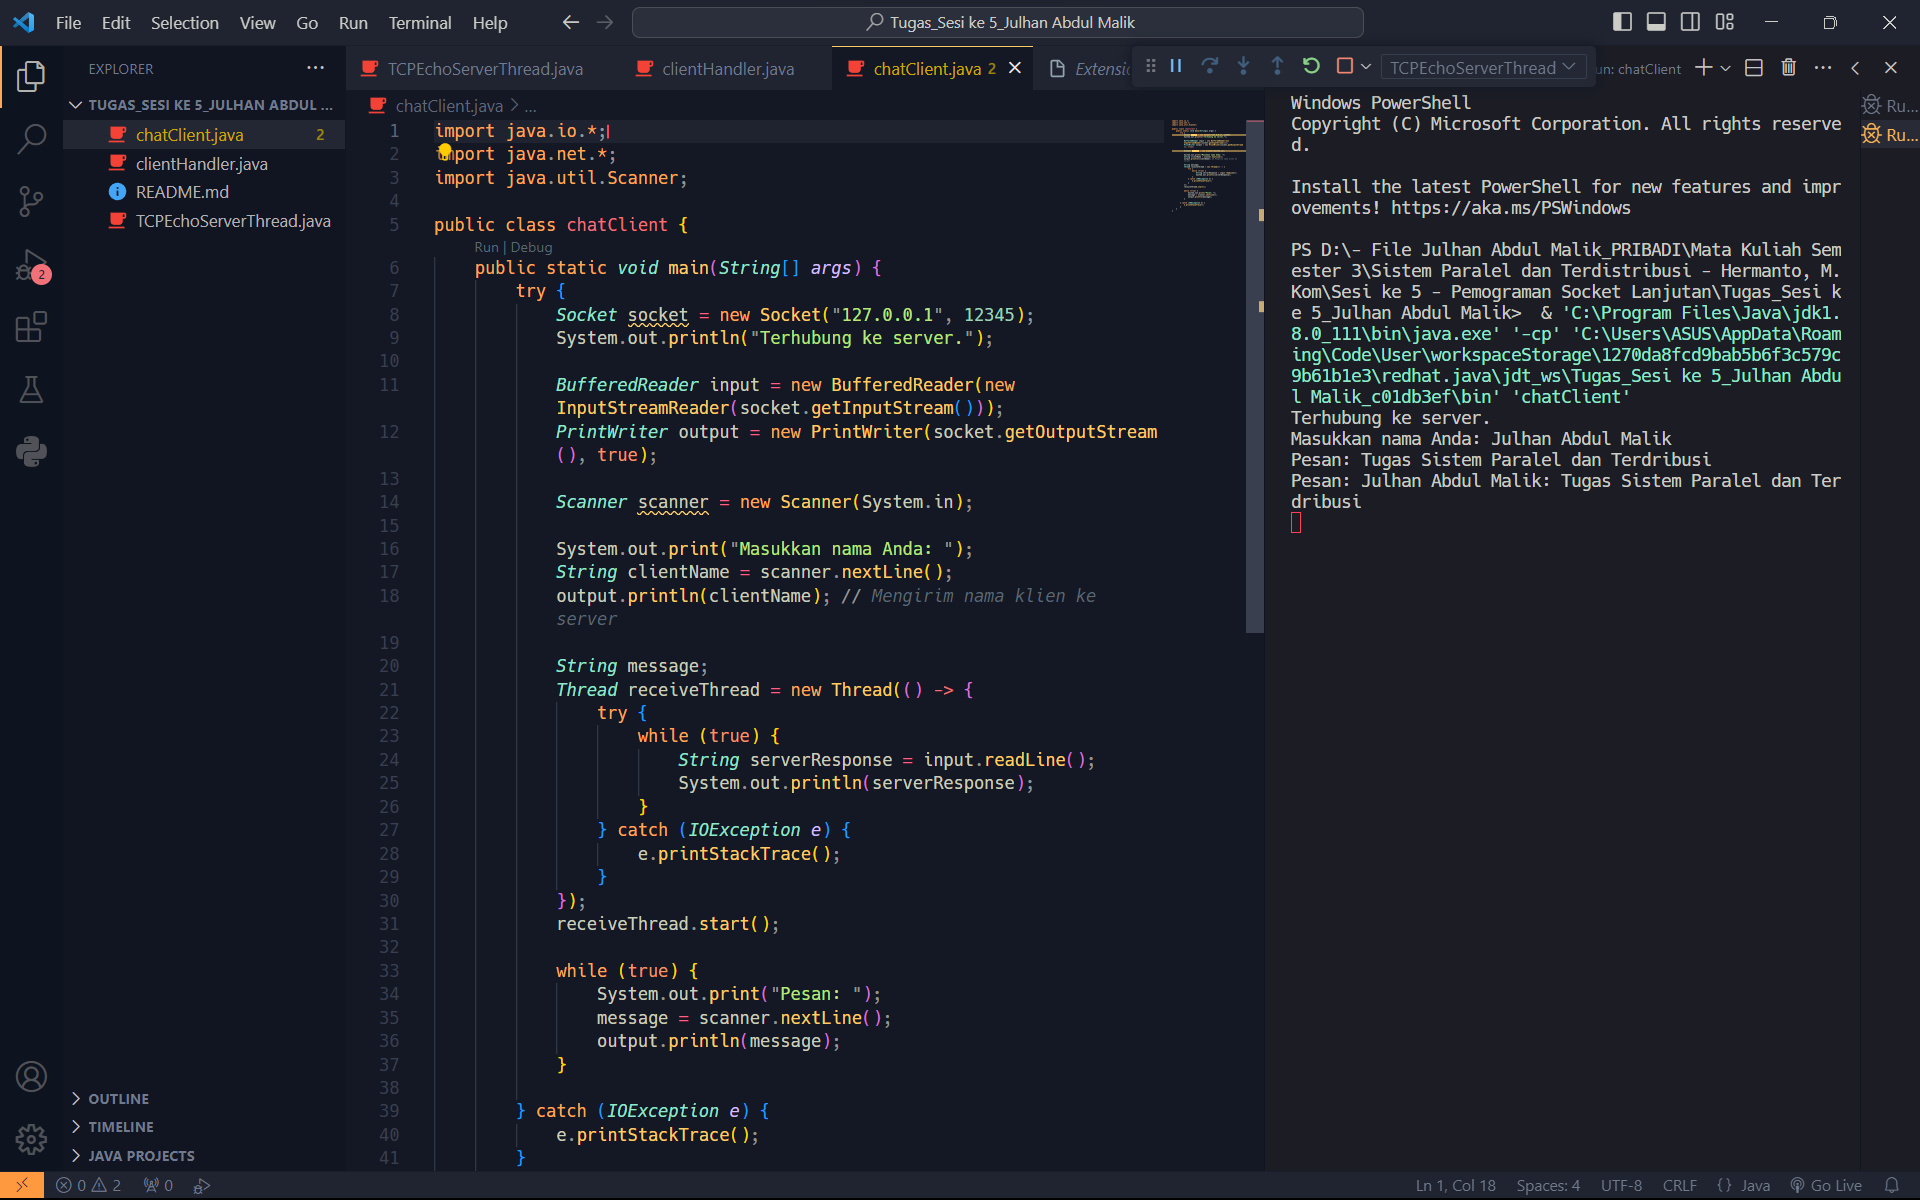 File Edit Selection View Go Run Terminal Help
Tugas_Sesi ke 5_Julhan Abdul Malik
EXPLORER
TUGAS_SESI KE 5_JULHAN ABDUL ...
chatClient.java 2
clientHandler.java
README.md
TCPEchoServerThread.java
2
OUTLINE
TIMELINE
JAVA PROJECTS
TCPEchoServerThread.java clientHandler.java chatClient.java 2
TCPEchoServerThread
chatClient
chatClient.java > ...
1 import java.io.*;
2 import java.net.*;
3 import java.util.Scanner;
4
5 public class chatClient {
Run | Debug
6 public static void main(String[] args) {
7 try {
8 Socket socket = new Socket("127.0.0.1", 12345);
9 System.out.println("Terhubung ke server.");
10
11 BufferedReader input = new BufferedReader(new
InputStreamReader(socket.getInputStream()));
12 PrintWriter output = new PrintWriter(socket.getOutputStream
(), true);
13
14 Scanner scanner = new Scanner(System.in);
15
16 System.out.print("Masukkan nama Anda: ");
17 String clientName = scanner.nextLine();
18 output.println(clientName); // Mengirim nama klien ke
server
19
20 String message;
21 Thread receiveThread = new Thread(() -> {
22 try {
23 while (true) {
24 String serverResponse = input.readLine();
25 System.out.println(serverResponse);
26 }
27 } catch (IOException e) {
28 e.printStackTrace();
29 }
30 });
31 receiveThread.start();
32
33 while (true) {
34 System.out.print("Pesan: ");
35 message = scanner.nextLine();
36 output.println(message);
37 }
38
39 } catch (IOException e) {
40 e.printStackTrace();
41 }
Windows PowerShell
Copyright (C) Microsoft Corporation. All rights reserve
d.
Install the latest PowerShell for new features and impr
ovements! https://aka.ms/PSWindows
PS D:\- File Julhan Abdul Malik_PRIBADI\Mata Kuliah Sem
ester 3\Sistem Paralel dan Terdistribusi - Hermanto, M.
Kom\Sesi ke 5 - Pemograman Socket Lanjutan\Tugas_Sesi k
e 5_Julhan Abdul Malik>  & 'C:\Program Files\Java\jdk1.
8.0_111\bin\java.exe' '-cp' 'C:\Users\ASUS\AppData\Roam
ing\Code\User\workspaceStorage\1270da8fcd9bab5b6f3c579c
9b61b1e3\redhat.java\jdt_ws\Tugas_Sesi ke 5_Julhan Abdu
l Malik_c01db3ef\bin' 'chatClient'
Terhubung ke server.
Masukkan nama Anda: Julhan Abdul Malik
Pesan: Tugas Sistem Paralel dan Terdribusi
Pesan: Julhan Abdul Malik: Tugas Sistem Paralel dan Ter
dribusi
Ru...
Ru...
0 2 0
Ln 1, Col 18 Spaces: 4 UTF-8 CRLF {} Java Go Live